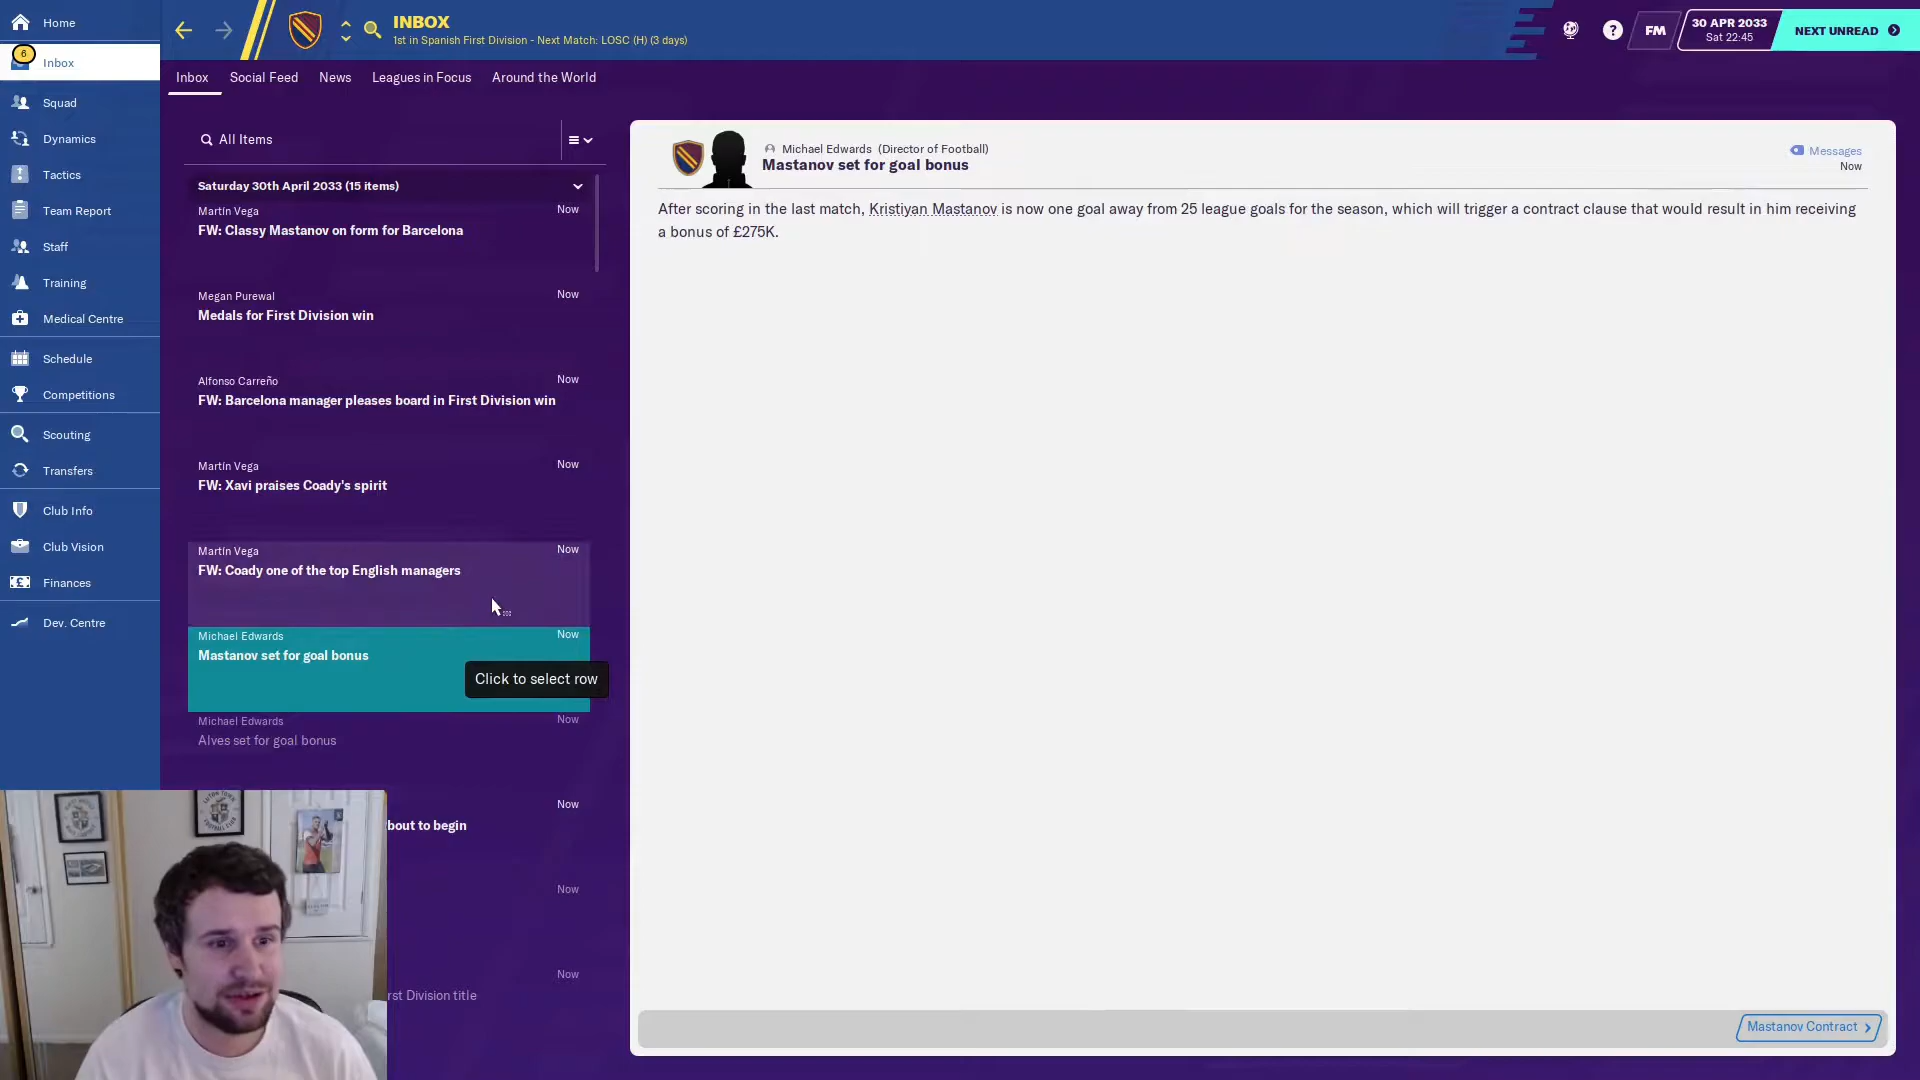 Home
INBOX
1st in Spanish First Division - Next Match: LOSC (H) (3 days)
FM
30 APR 2033
Sat 22:45
NEXT UNREAD
6
Inbox
Squad
Dynamics
Tactics
Team Report
Staff
Training
Medical Centre
Schedule
Competitions
Scouting
Transfers
Club Info
Club Vision
Finances
Dev. Centre
Inbox
Social Feed
News
Leagues in Focus
Around the World
All Items
Saturday 30th April 2033 (15 items)
Martín Vega
Now
FW: Classy Mastanov on form for Barcelona
Megan Purewal
Now
Medals for First Division win
Alfonso Carreño
Now
FW: Barcelona manager pleases board in First Division win
Martín Vega
Now
FW: Xavi praises Coady's spirit
Martín Vega
Now
FW: Coady one of the top English managers
Michael Edwards
Now
Mastanov set for goal bonus
Click to select row
Michael Edwards
Now
Alves set for goal bonus
Now
bout to begin
Now
Now
rst Division title
Michael Edwards (Director of Football)
Mastanov set for goal bonus
Messages
Now
After scoring in the last match, Kristiyan Mastanov is now one goal away from 25 league goals for the season, which will trigger a contract clause that would result in him receiving
a bonus of £275K.
Mastanov Contract